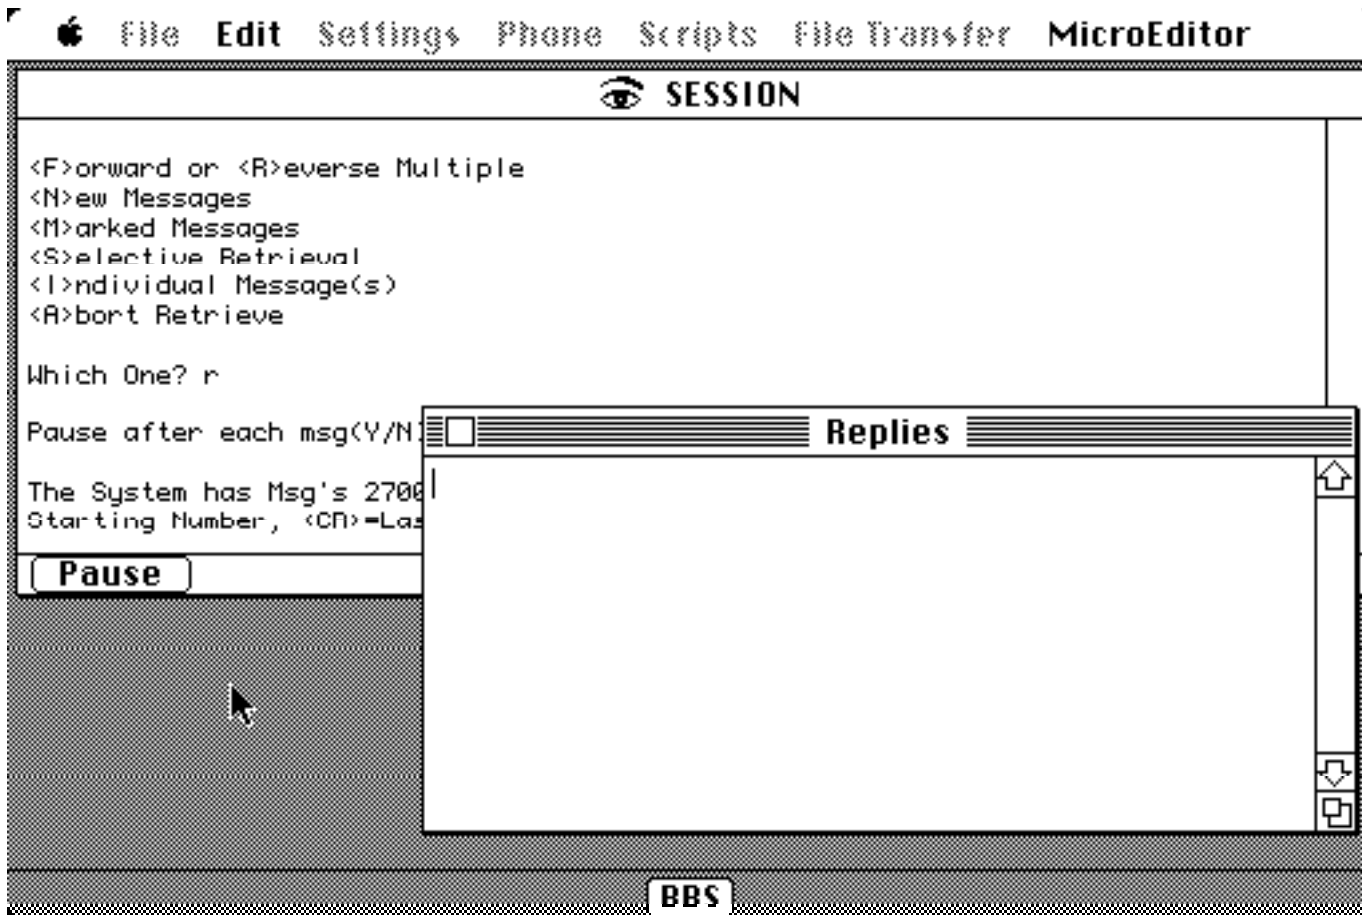 File Edit Settings Phone Scripts File Transfer MicroEditor
SESSION
<F>orward or <R>everse Multiple
<N>ew Messages
<M>arked Messages
<S>elective Retrieval
<I>ndividual Message(s)
<A>bort Retrieve
Which One? r
Pause after each msg(Y/N)
The System has Msg's 2700
Starting Number, <CR>=Las
Pause
Replies
BBS